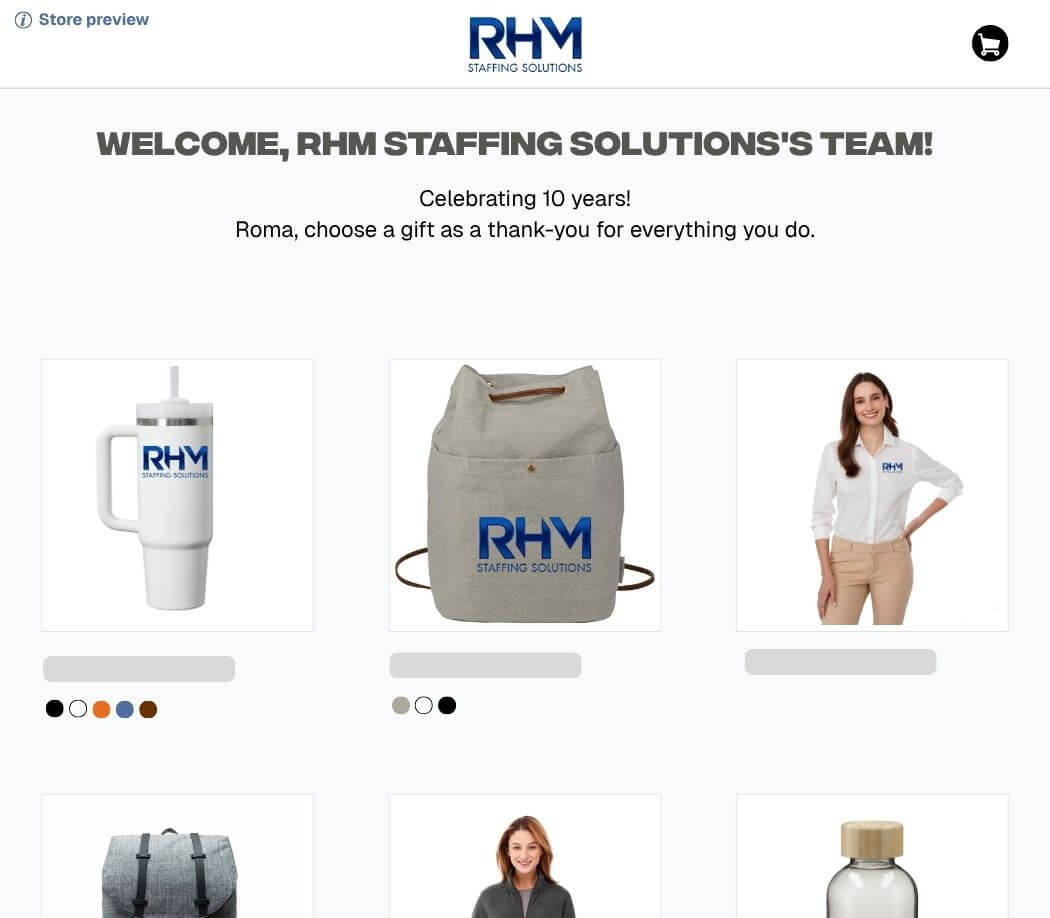 Store preview
RHM
STAFFING SOLUTIONS
WELCOME, RHM STAFFING SOLUTIONS'S TEAM!
Celebrating 10 years!
Roma, choose a gift as a thank-you for everything you do.
RHM
STAFFING SOLUTIONS
RHM
STAFFING SOLUTIONS
RHM